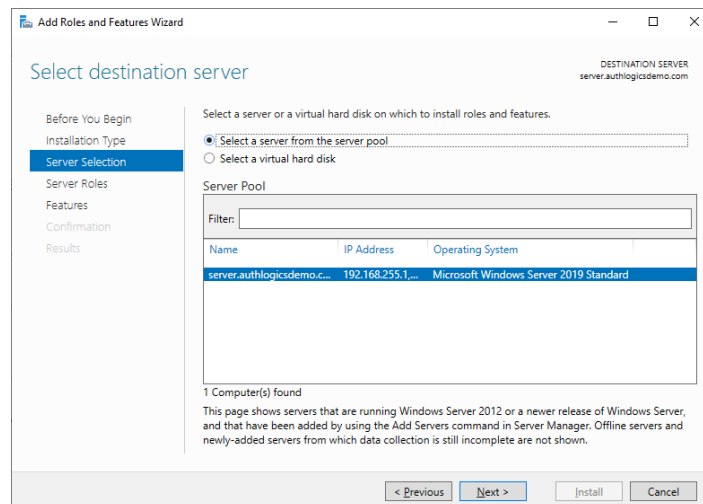 Add Roles and Features Wizard
Select destination server
DESTINATION SERVER
server.authlogicsdemo.com
Before You Begin
Installation Type
Server Selection
Server Roles
Features
Confirmation
Results
Select a server or a virtual hard disk on which to install roles and features.
Select a server from the server pool
Select a virtual hard disk
Server Pool
Filter:
Name IP Address Operating System
server.authlogicsdemo.c... 192.168.255.1,... Microsoft Windows Server 2019 Standard
1 Computer(s) found
This page shows servers that are running Windows Server 2012 or a newer release of Windows Server,
and that have been added by using the Add Servers command in Server Manager. Offline servers and
newly-added servers from which data collection is still incomplete are not shown.
< Previous Next > Install Cancel